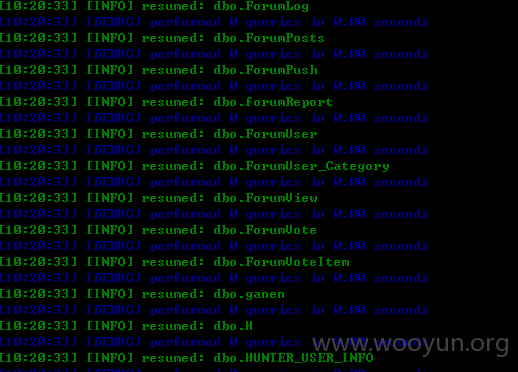 [10:20:33] [INFO] resumed: dbo.ForumLog
[10:20:33] [DEBUG] performed 0 queries in 0.00 seconds
[10:20:33] [INFO] resumed: dbo.ForumPosts
[10:20:33] [DEBUG] performed 0 queries in 0.00 seconds
[10:20:33] [INFO] resumed: dbo.ForumPush
[10:20:33] [DEBUG] performed 0 queries in 0.00 seconds
[10:20:33] [INFO] resumed: dbo.forumReport
[10:20:33] [DEBUG] performed 0 queries in 0.00 seconds
[10:20:33] [INFO] resumed: dbo.ForumUser
[10:20:33] [DEBUG] performed 0 queries in 0.00 seconds
[10:20:33] [INFO] resumed: dbo.ForumUser_Category
[10:20:33] [DEBUG] performed 0 queries in 0.00 seconds
[10:20:33] [INFO] resumed: dbo.ForumView
[10:20:33] [DEBUG] performed 0 queries in 0.00 seconds
[10:20:33] [INFO] resumed: dbo.ForumVote
[10:20:33] [DEBUG] performed 0 queries in 0.00 seconds
[10:20:33] [INFO] resumed: dbo.ForumVoteItem
[10:20:33] [DEBUG] performed 0 queries in 0.00 seconds
[10:20:33] [INFO] resumed: dbo.ganen
[10:20:33] [DEBUG] performed 0 queries in 0.00 seconds
[10:20:33] [INFO] resumed: dbo.H
[10:20:33] [DEBUG] performed 0 queries in 0.00 seconds
www.wooyun.org
[10:20:33] [INFO] resumed: dbo.HUNTER_USER_INFO